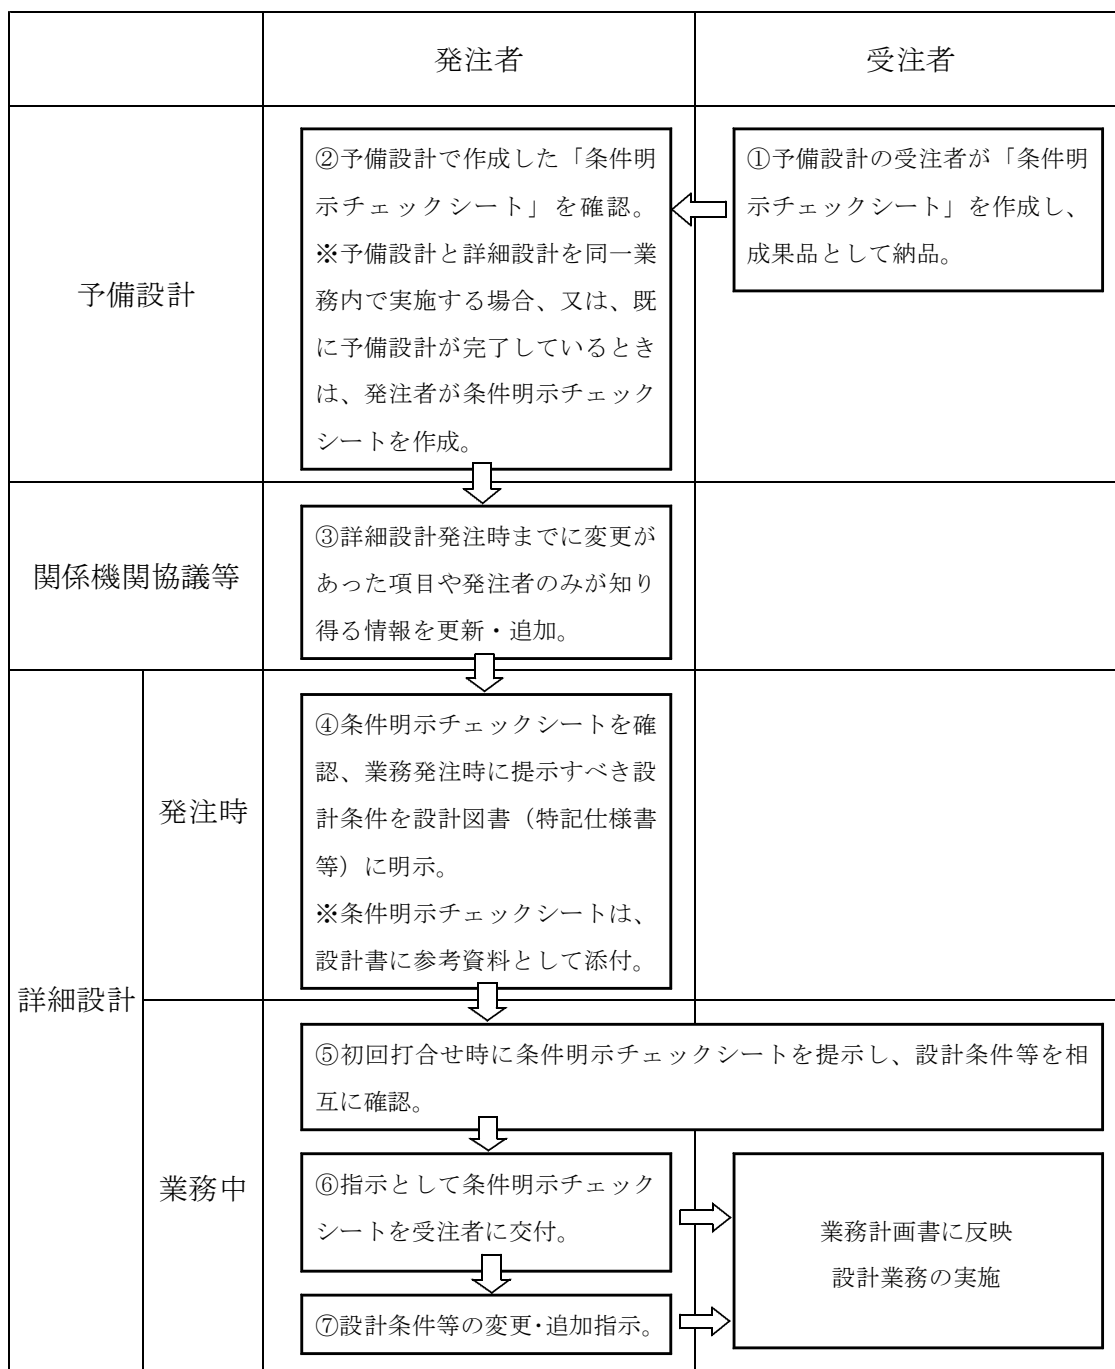 発注者
受注者
予備設計
②予備設計で作成した「条件明
示チェックシート」を確認。
※予備設計と詳細設計を同一業
務内で実施する場合、又は、既
に予備設計が完了しているとき
は、発注者が条件明示チェック
シートを作成。
①予備設計の受注者が「条件明
示チェックシート」を作成し、
成果品として納品。
関係機関協議等
③詳細設計発注時までに変更が
あった項目や発注者のみが知り
得る情報を更新・追加。
詳細設計
発注時
④条件明示チェックシートを確
認、業務発注時に提示すべき設
計条件を設計図書（特記仕様書
等）に明示。
※条件明示チェックシートは、
設計書に参考資料として添付。
業務中
⑤初回打合せ時に条件明示チェックシートを提示し、設計条件等を相
互に確認。
⑥指示として条件明示チェック
シートを受注者に交付。
業務計画書に反映
設計業務の実施
⑦設計条件等の変更・追加指示。